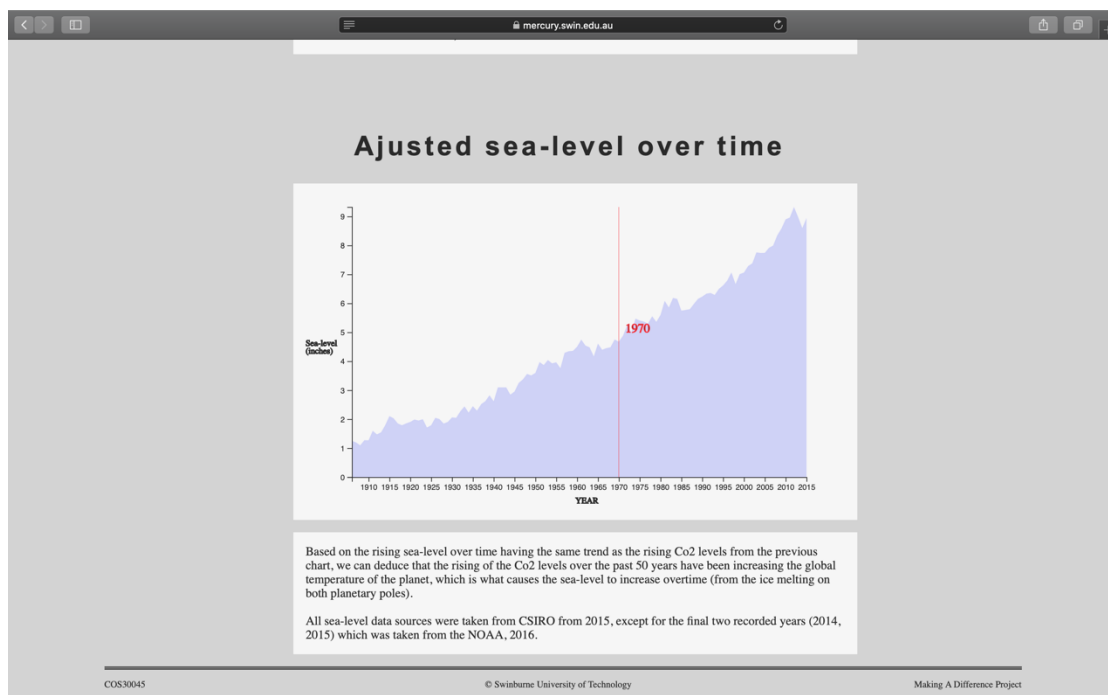 mercury.swin.edu.au
Ajusted sea-level over time
9
8
7
6
5
4
3
2
1
0
Sea-level
(inches)
1970
1910 1915 1920 1925 1930 1935 1940 1945 1950 1955 1960 1965 1970 1975 1980 1985 1990 1995 2000 2005 2010 2015
YEAR
Based on the rising sea-level over time having the same trend as the rising Co2 levels from the previous
chart, we can deduce that the rising of the Co2 levels over the past 50 years have been increasing the global
temperature of the planet, which is what causes the sea-level to increase overtime (from the ice melting on
both planetary poles).
All sea-level data sources were taken from CSIRO from 2015, except for the final two recorded years (2014,
2015) which was taken from the NOAA, 2016.
COS30045 © Swinburne University of Technology Making A Difference Project